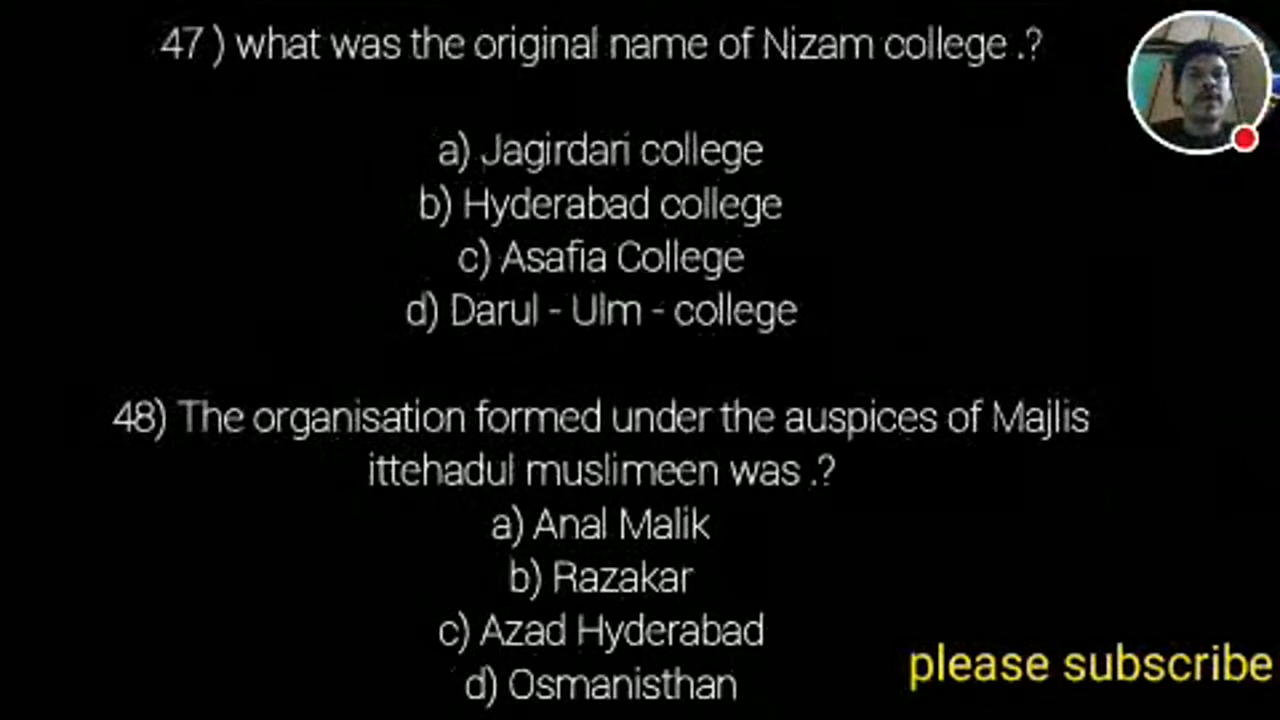 47 ) what was the original name of Nizam college .?
a) Jagirdari college
b) Hyderabad college
c) Asafia College
d) Darul - Ulm - college
48) The organisation formed under the auspices of Majlis
ittehadul muslimeen was .?
a) Anal Malik
b) Razakar
c) Azad Hyderabad
d) Osmanisthan
please subscribe